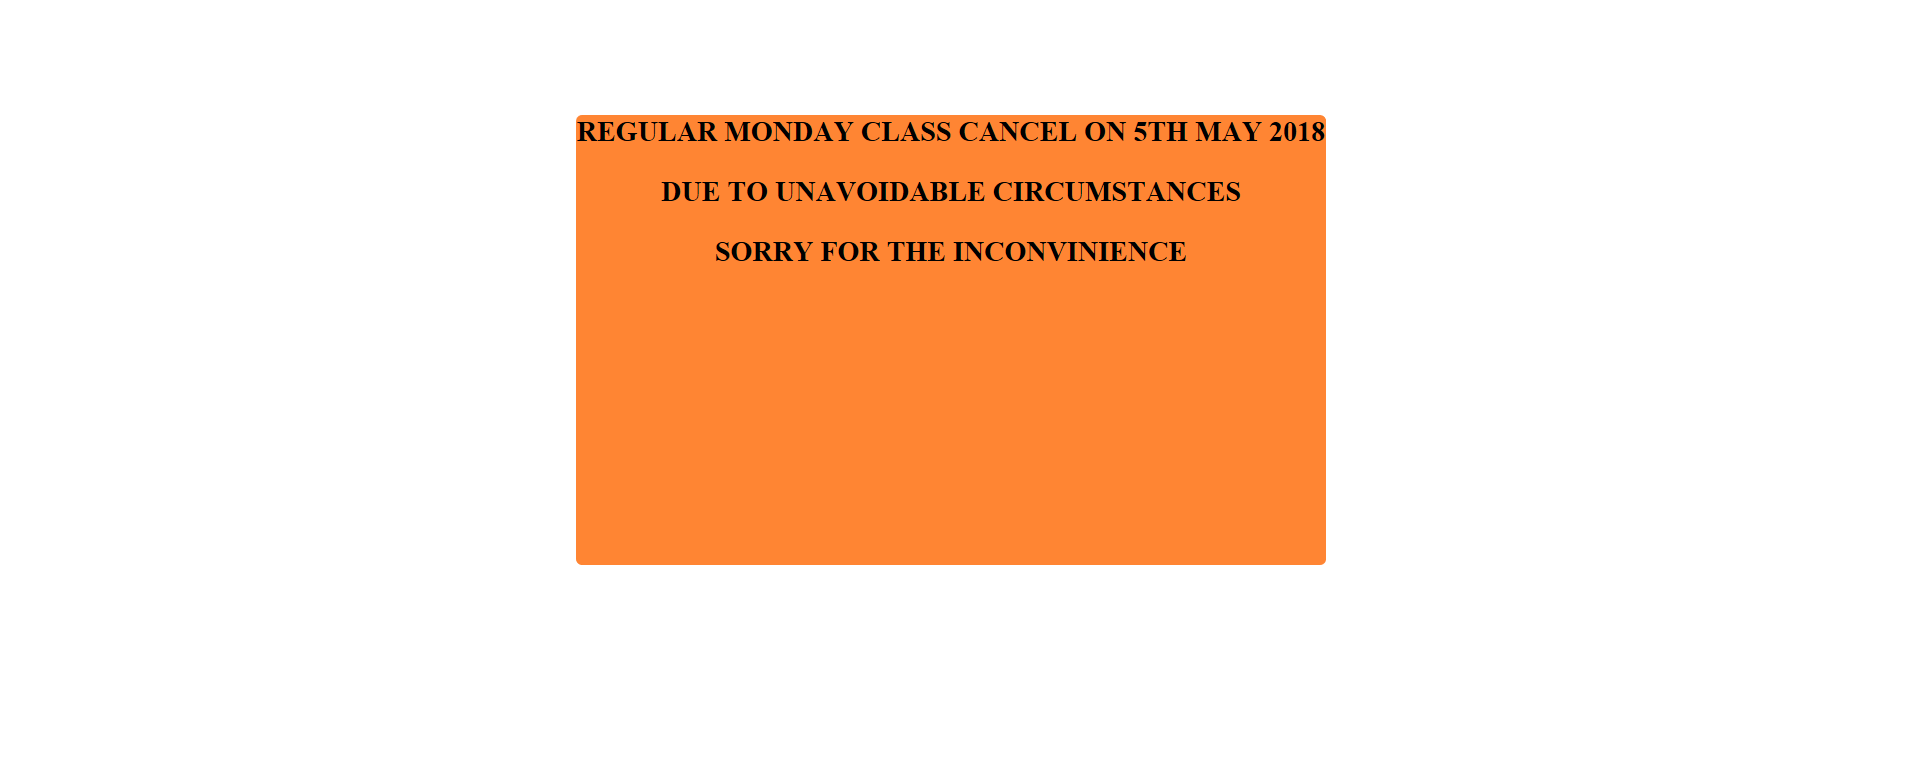 REGULAR MONDAY CLASS CANCEL ON 5TH MAY 2018
DUE TO UNAVOIDABLE CIRCUMSTANCES
SORRY FOR THE INCONVINIENCE